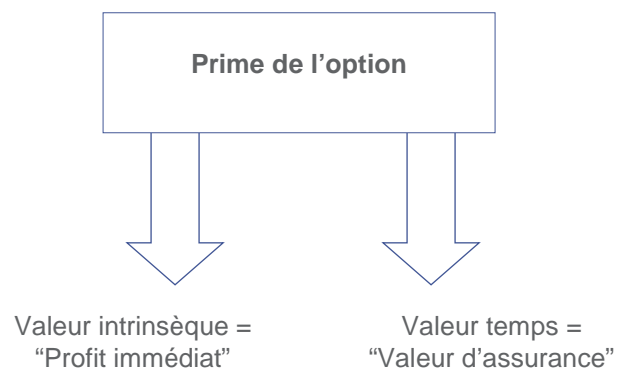 Prime de l’option
Valeur intrinsèque =
“Profit immédiat”
Valeur temps =
“Valeur d’assurance”